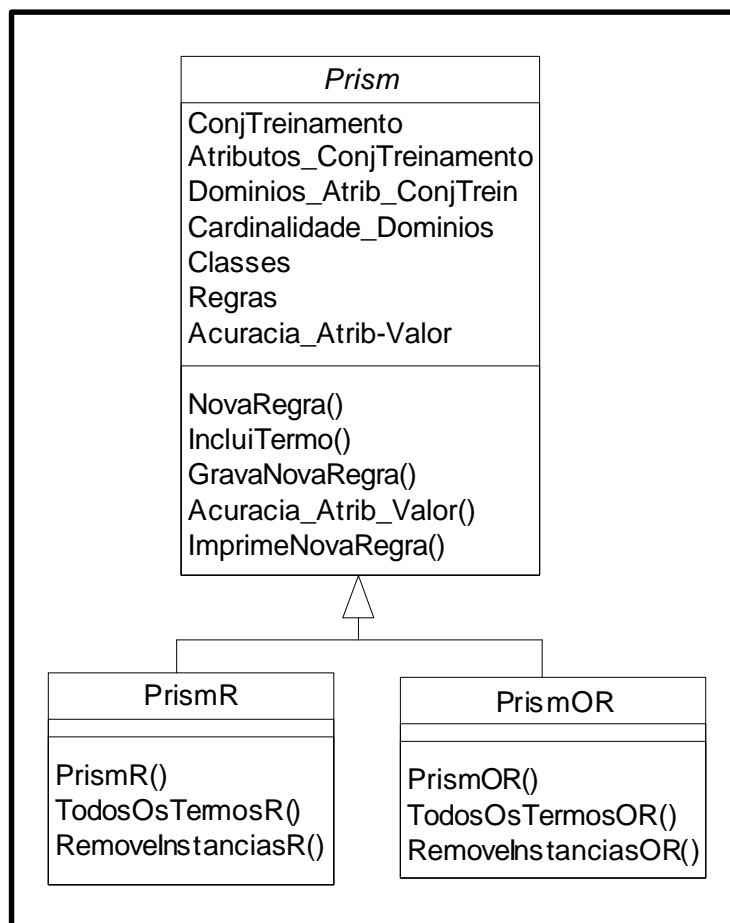 Prism
ConjTreinamento
Atributos_ConjTreinamento
Dominios_Atrib_ConjTrein
Cardinalidade_Dominios
Classes
Regras
Acuracia_Atrib-Valor
NovaRegra()
IncluiTermo()
GravaNovaRegra()
Acuracia_Atrib_Valor()
ImprimeNovaRegra()
PrismR
PrismR()
TodosOsTermosR()
RemoveInstanciasR()
PrismOR
PrismOR()
TodosOsTermosOR()
RemoveInstanciasOR()